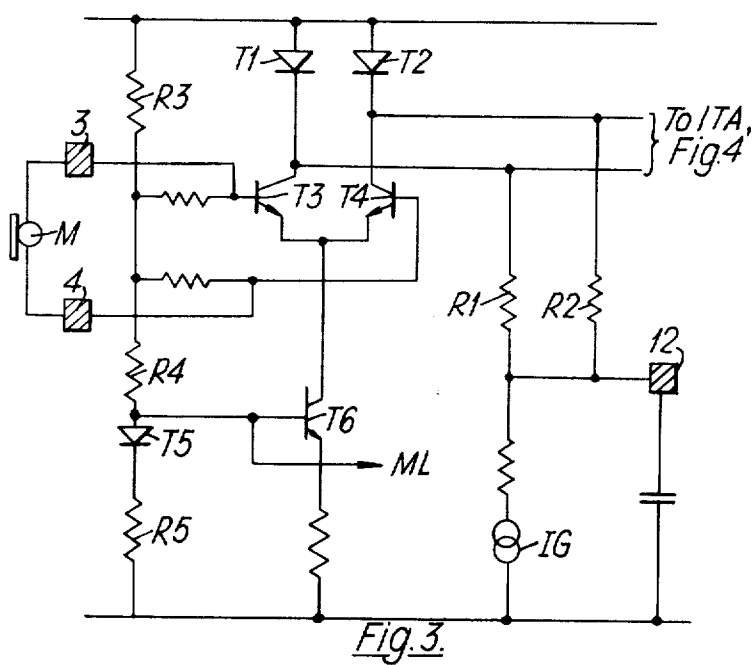 T1
T2
R3
3
To ITA,
Fig.4
T3
T4
M
4
R1
R2
12
R4
T6
T5
ML
R5
IG
Fig.3.